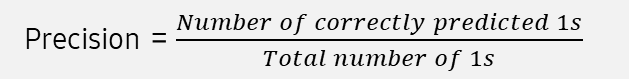 Precision = Number of correctly predicted 1s
Total number of 1s